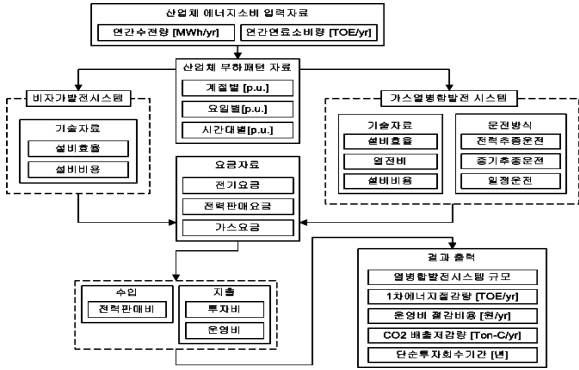 산업체 에너지소비 입력자료
연간수전량 [MWh/yr]
연간연료소비량 [TOE/yr]
산업체 부하패턴 자료
계절별 [p.u.]
요일별 [p.u.]
시간대별[p.u.]
비자가발전시스템
기술자료
설비효율
설비비용
가스열병합발전 시스템
기술자료
설비효율
열전비
설비비용
운전방식
전력추종운전
증기추종운전
일정운전
요금자료
전기요금
전력판매요금
가스요금
수입
전력판매비
지출
투자비
운영비
결과 출력
열병합발전시스템 규모
1차에너지절감량 [TOE/yr]
운영비 절감비용 [원/yr]
CO2 배출저감량 [Ton-C/yr]
단순투자회수기간 [년]